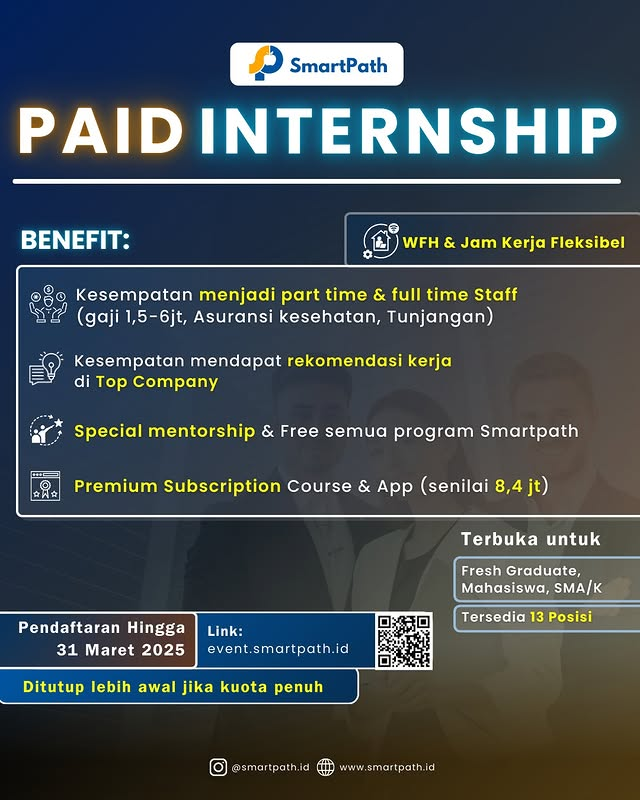 SmartPath
PAID INTERNSHIP
BENEFIT:
WFH & Jam Kerja Fleksibel
Kesempatan menjadi part time & full time Staff
(gaji 1,5-6jt, Asuransi kesehatan, Tunjangan)
Kesempatan mendapat rekomendasi kerja
di Top Company
Special mentorship & Free semua program Smartpath
Premium Subscription Course & App (senilai 8,4 jt)
Terbuka untuk
Fresh Graduate,
Mahasiswa, SMA/K
Tersedia 13 Posisi
Pendaftaran Hingga
31 Maret 2025
Link:
event.smartpath.id
Ditutup lebih awal jika kuota penuh
@smartpath.id www.smartpath.id